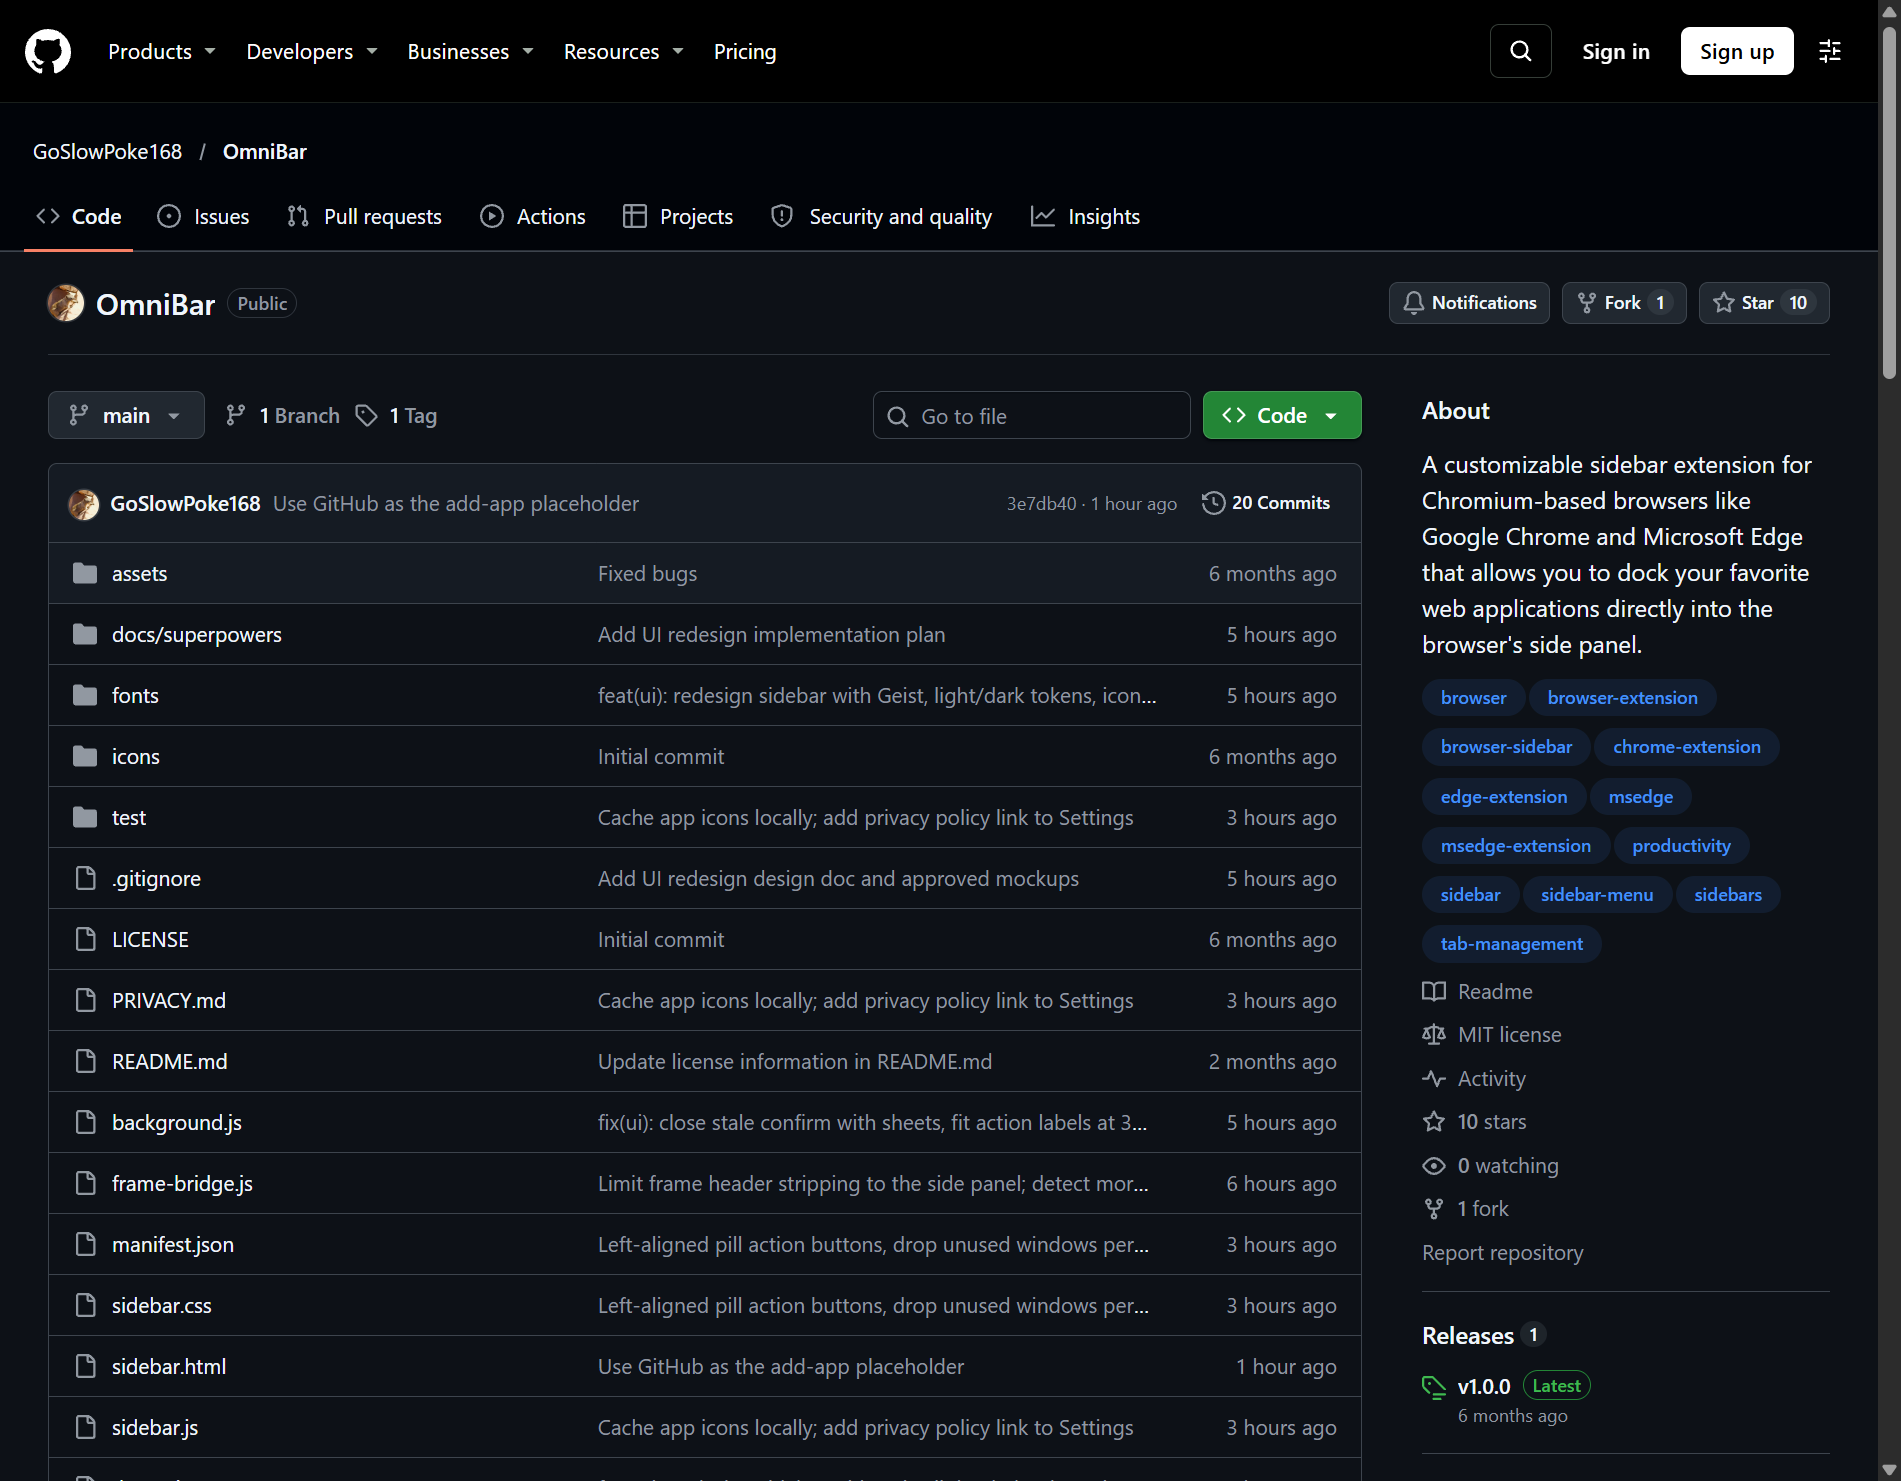 Products Developers Businesses Resources Pricing Sign in Sign up
GoSlowPoke168 / OmniBar
Code Issues Pull requests Actions Projects Security and quality Insights
OmniBar Public Notifications Fork 1 Star 10
main 1 Branch 1 Tag Go to file Code
GoSlowPoke168 Use GitHub as the add-app placeholder 3e7db40 · 1 hour ago 20 Commits
assets Fixed bugs 6 months ago
docs/superpowers Add UI redesign implementation plan 5 hours ago
fonts feat(ui): redesign sidebar with Geist, light/dark tokens, icon... 5 hours ago
icons Initial commit 6 months ago
test Cache app icons locally; add privacy policy link to Settings 3 hours ago
.gitignore Add UI redesign design doc and approved mockups 5 hours ago
LICENSE Initial commit 6 months ago
PRIVACY.md Cache app icons locally; add privacy policy link to Settings 3 hours ago
README.md Update license information in README.md 2 months ago
background.js fix(ui): close stale confirm with sheets, fit action labels at 3... 5 hours ago
frame-bridge.js Limit frame header stripping to the side panel; detect mor... 6 hours ago
manifest.json Left-aligned pill action buttons, drop unused windows per... 3 hours ago
sidebar.css Left-aligned pill action buttons, drop unused windows per... 3 hours ago
sidebar.html Use GitHub as the add-app placeholder 1 hour ago
sidebar.js Cache app icons locally; add privacy policy link to Settings 3 hours ago
About
A customizable sidebar extension for
Chromium-based browsers like
Google Chrome and Microsoft Edge
that allows you to dock your favorite
web applications directly into the
browser's side panel.
browser browser-extension
browser-sidebar chrome-extension
edge-extension msedge
msedge-extension productivity
sidebar sidebar-menu sidebars
tab-management
Readme
MIT license
Activity
10 stars
0 watching
1 fork
Report repository
Releases 1
v1.0.0 Latest
6 months ago